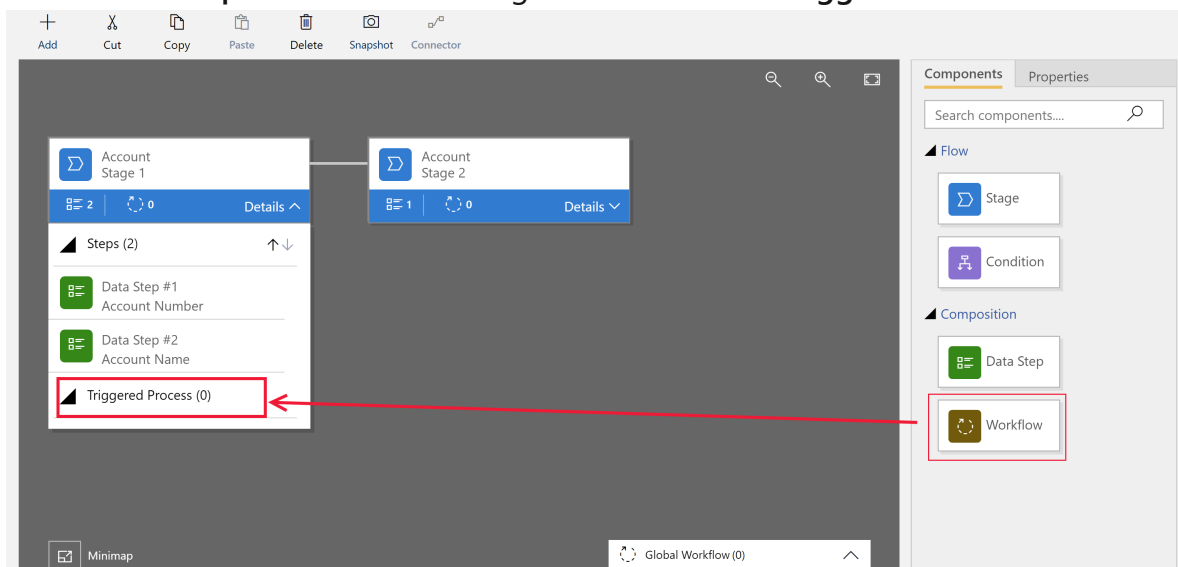 Add Cut Copy Paste Delete Snapshot Connector
Components Properties
Search components....
Flow
Stage
Condition
Composition
Data Step
Workflow
Account
Stage 1
2 0 Details
Steps (2)
Data Step #1
Account Number
Data Step #2
Account Name
Triggered Process (0)
Account
Stage 2
1 0 Details
Minimap
Global Workflow (0)